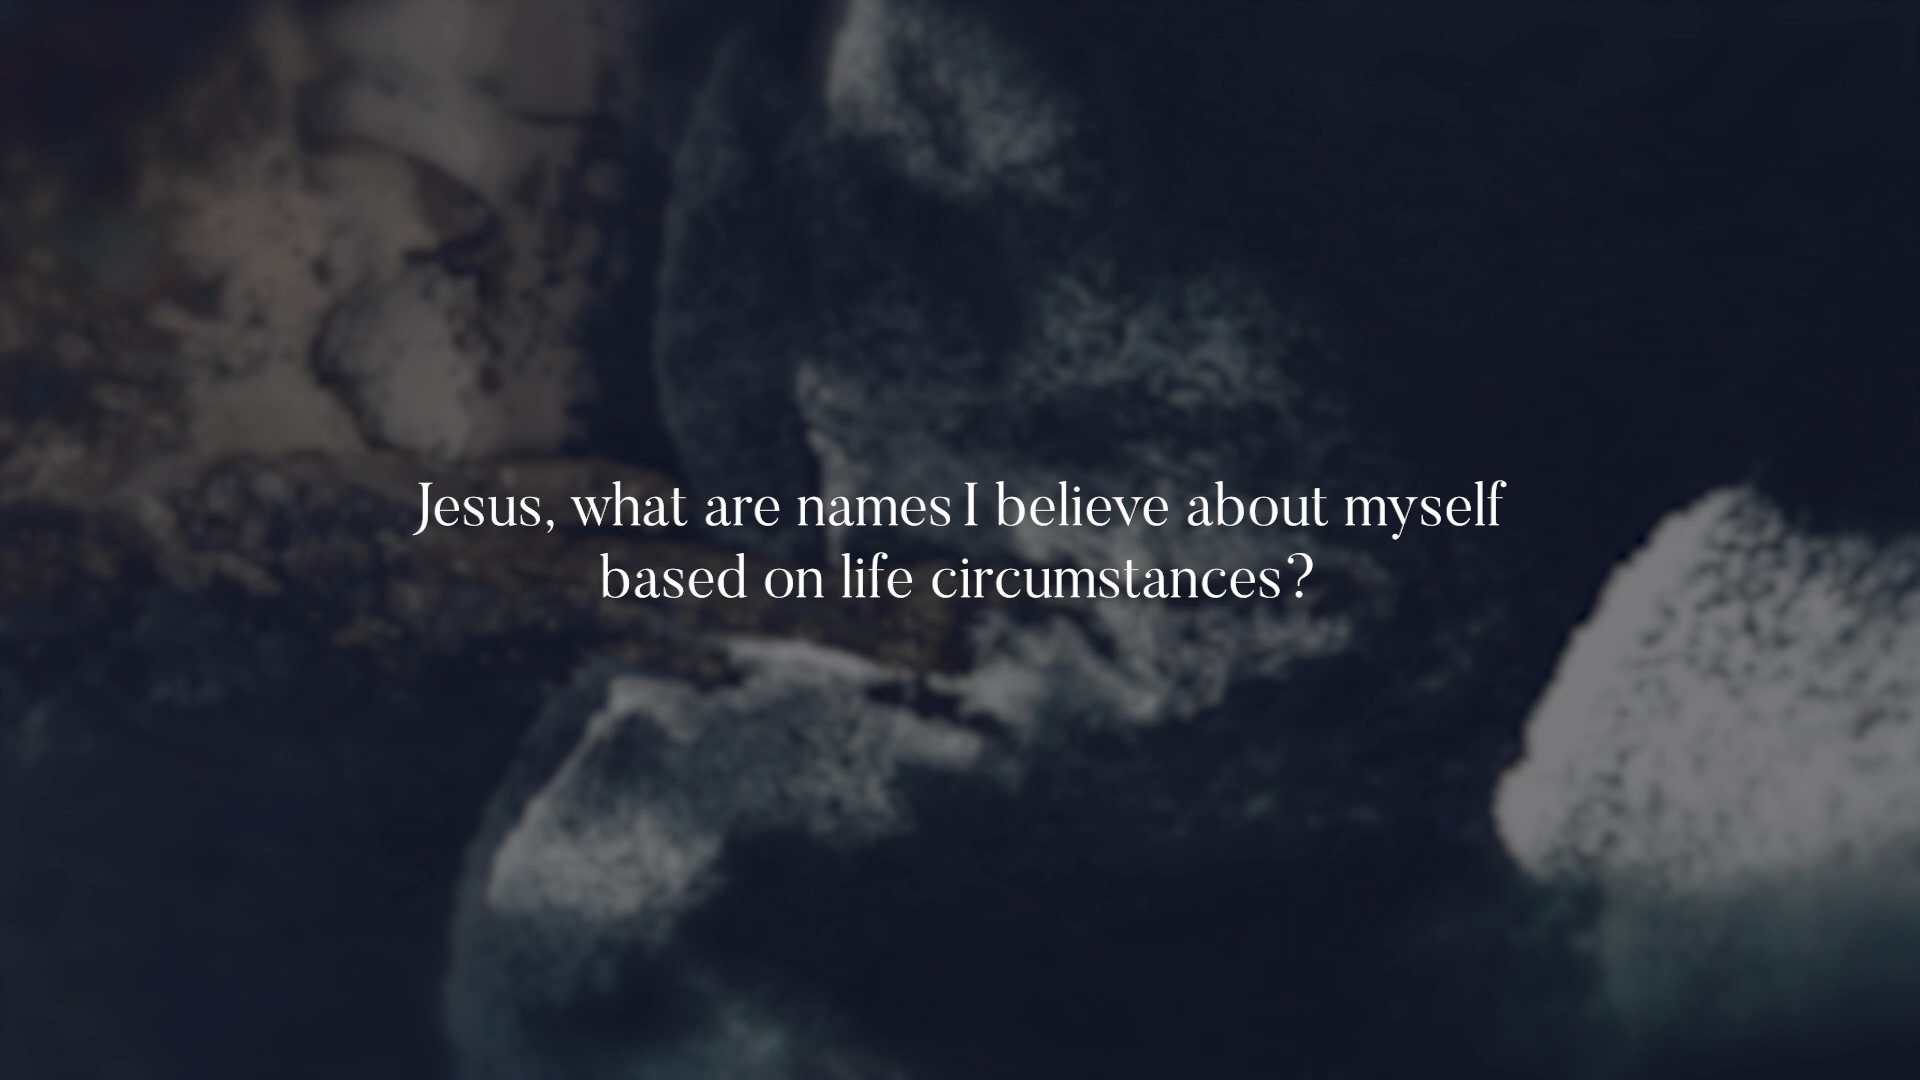 Jesus, what are names I believe about myself
based on life circumstances?